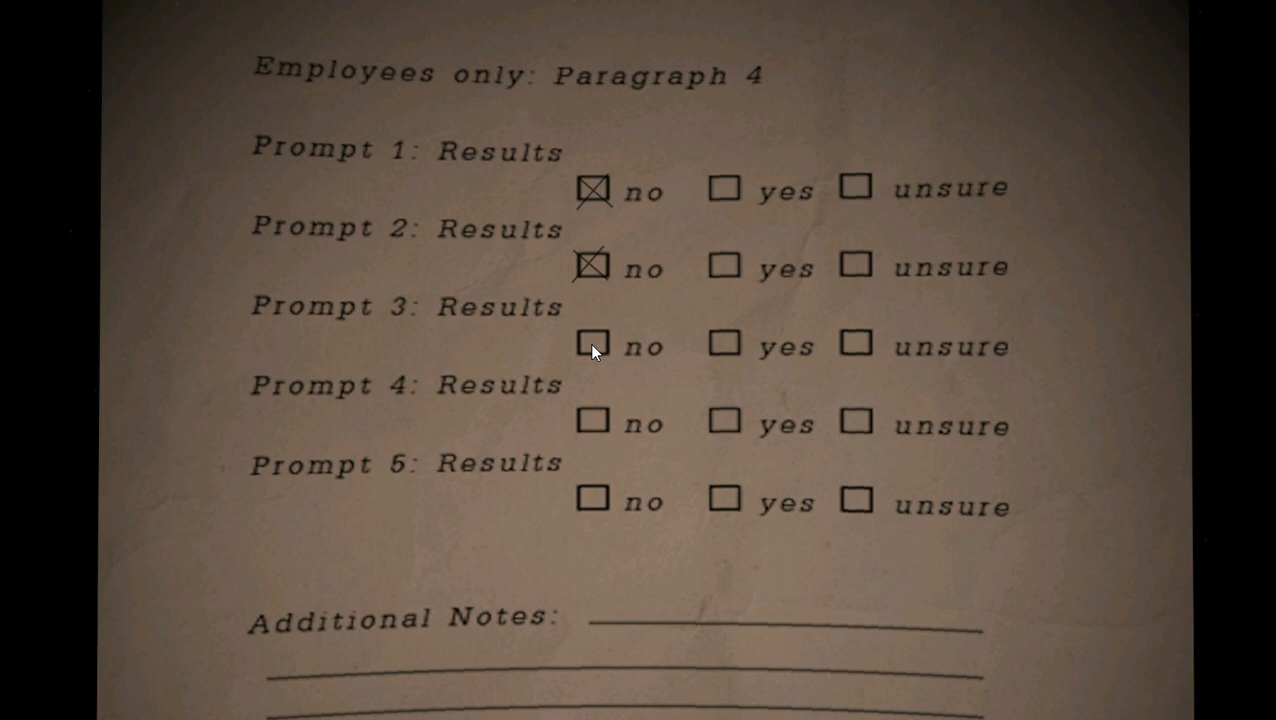 Employees only: Paragraph 4
Prompt 1: Results
no yes unsure
Prompt 2: Results
no yes unsure
Prompt 3: Results
no yes unsure
Prompt 4: Results
no yes unsure
Prompt 5: Results
no yes unsure
Additional Notes: